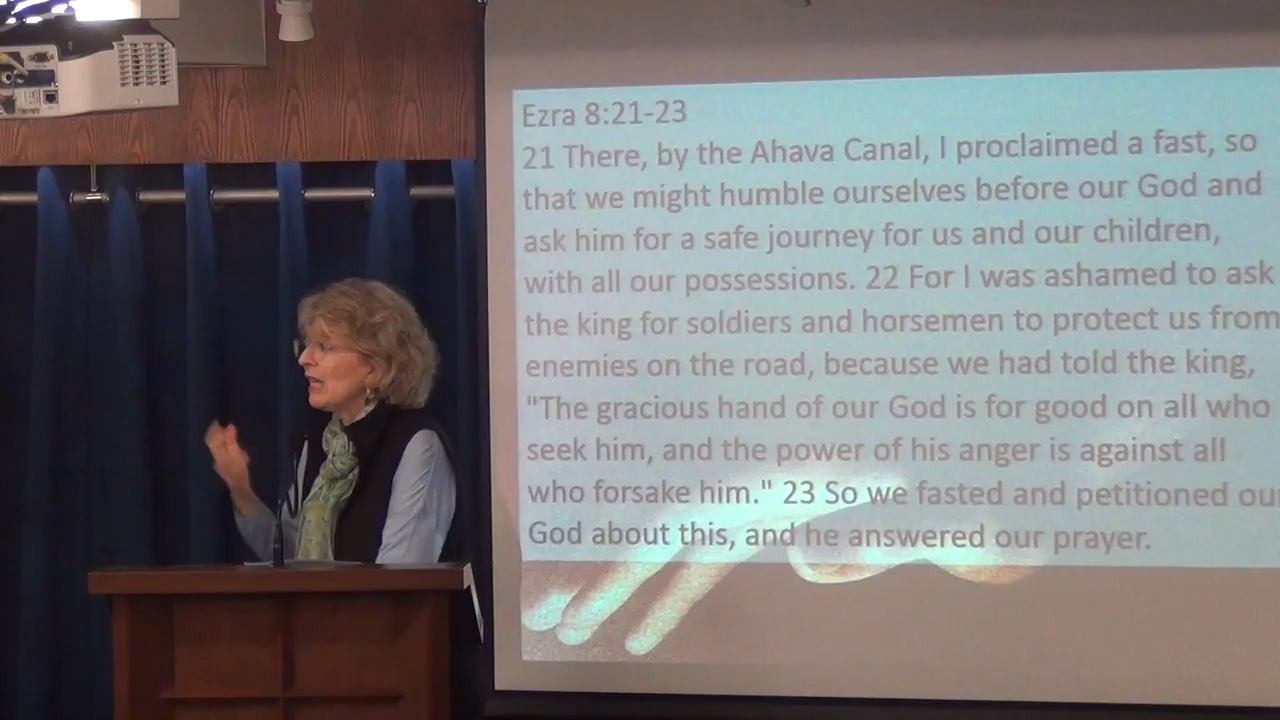 Ezra 8:21-23
21 There, by the Ahava Canal, I proclaimed a fast, so
that we might humble ourselves before our God and
ask him for a safe journey for us and our children,
with all our possessions. 22 For I was ashamed to ask
the king for soldiers and horsemen to protect us from
enemies on the road, because we had told the king,
"The gracious hand of our God is for good on all who
seek him, and the power of his anger is against all
who forsake him." 23 So we fasted and petitioned ou
God about this, and he answered our prayer.